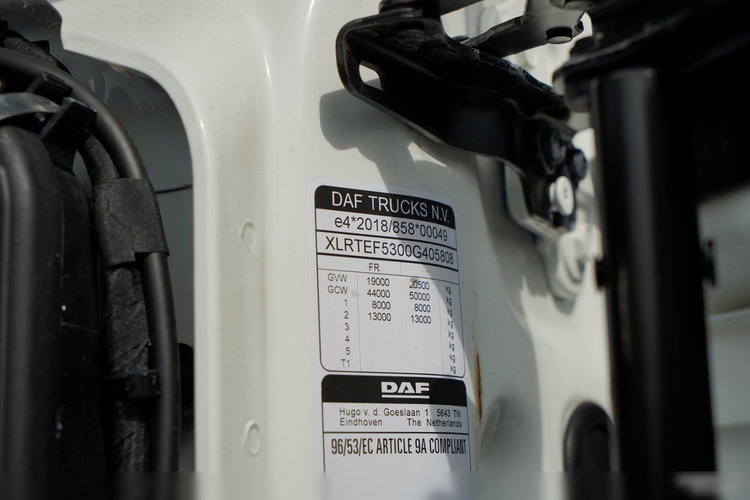 DAF TRUCKS N.V.
e4*2018/858*00049
XLRTEF5300G405808
FR
GVW 19000 20500 kg
GCW 44000 50000 kg
1 8000 8000 kg
2 13000 13000 kg
3 kg
4 kg
5 kg
T1 kg
DAF
Hugo v. d. Goeslaan 1 5643 TW
Eindhoven The Netherlands
96/53/EC ARTICLE 9A COMPLIANT